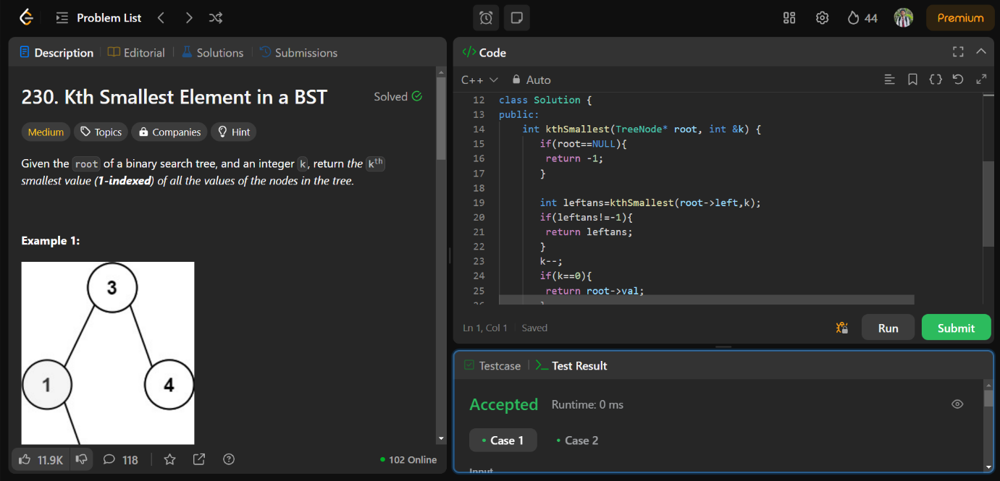 Problem List
44
Premium
Description
Editorial
Solutions
Submissions
230. Kth Smallest Element in a BST
Solved
Medium
Topics
Companies
Hint
Given the root of a binary search tree, and an integer k, return the kth
smallest value (1-indexed) of all the values of the nodes in the tree.
Example 1:
3
1
4
11.9K
118
102 Online
</> Code
C++
Auto
12 class Solution {
13 public:
14 int kthSmallest(TreeNode* root, int &k) {
15 if(root==NULL){
16 return -1;
17 }
18
19 int leftans=kthSmallest(root->left,k);
20 if(leftans!=-1){
21 return leftans;
22 }
23 k--;
24 if(k==0){
25 return root->val;
26 }
Ln 1, Col 1
Saved
Run
Submit
Testcase
Test Result
Accepted
Runtime: 0 ms
Case 1
Case 2
Input